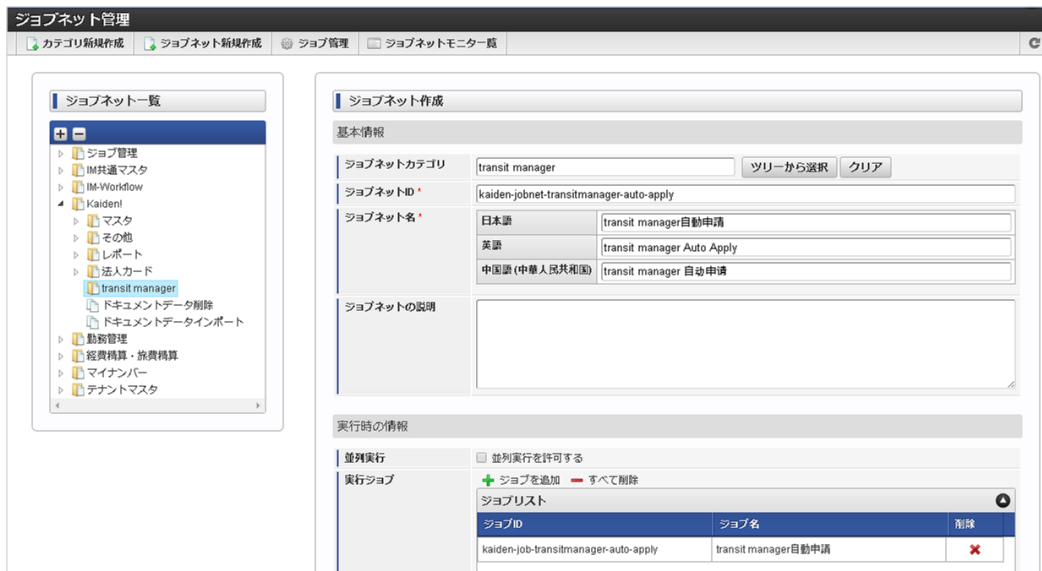 ジョブネット管理
カテゴリ新規作成 ジョブネット新規作成 ジョブ管理 ジョブネットモニタ一覧
ジョブネット一覧
ジョブ管理
IM共通マスタ
IM-Workflow
Kaiden!
マスタ
その他
レポート
法人カード
transit manager
ドキュメントデータ削除
ドキュメントデータインポート
勤務管理
経費精算・旅費精算
マイナンバー
テナントマスタ
ジョブネット作成
基本情報
ジョブネットカテゴリ transit manager ツリーから選択 クリア
ジョブネットID * kaiden-jobnet-transitmanager-auto-apply
ジョブネット名 * 日本語 transit manager自動申請
英語 transit manager Auto Apply
中国語 (中華人民共和国) transit manager 自动申请
ジョブネットの説明
実行時の情報
並列実行 並列実行を許可する
実行ジョブ ジョブを追加 すべて削除
ジョブリスト
ジョブID ジョブ名 削除
kaiden-job-transitmanager-auto-apply transit manager自動申請